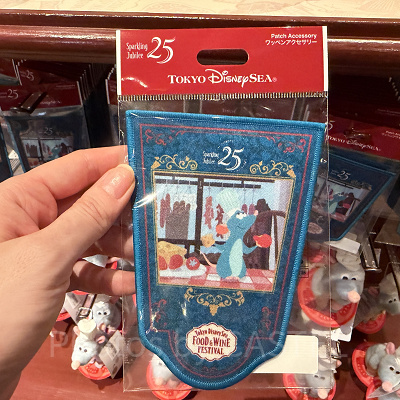 Sparkling
Jubilee 25
Patch Accessory
ワッペンアクセサリー
TOKYO DISNEYSEA®
Sparkling
Jubilee 25
Tokyo DisneySea
FOOD & WINE
FESTIVAL